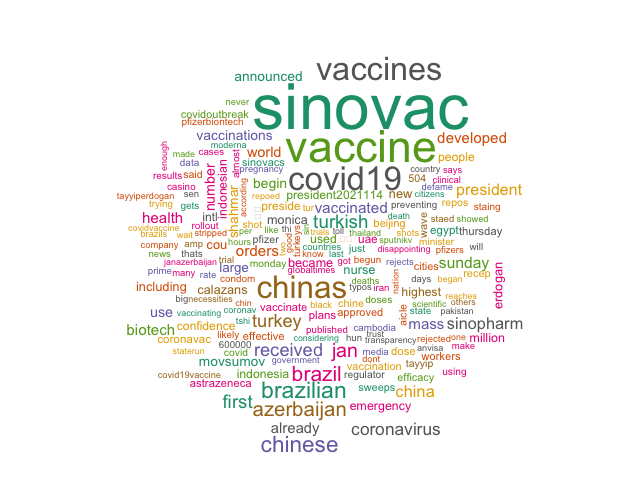 announced vaccines
never
covidoutbreak
pfizerbiontech
sinovac
moderna
vaccinations
vaccine
developed
enough
made
cases
data
world
sinovacs
pregnancy
covid19
country says
people
results
said
number
indonesian
almost
according
begin
repoed
504
clinical
defame
new
citizens
president
casino
sen
tayyiperdogan
gets
shahmar
preside
tur
president2021114
vaccinated
preventing
repos
staing
trying
intl
health
rollout
shot
monica
turkish
death
beijing
wave
staed
showed
covidvaccine
wait
stripped
per
like
thi
trials
thailand
shots
sputnikv
egypt
thursday
brazils
company
amp
cou
hours
pfizer
good
turkeys
used
uae
minister
pfizers
will
news
thats
trial
orders
two
countries
know
last
just
disappointing
janazerbaijan
monday
became
got
begun
rejects
cities
sunday
prime
many
rate
large
condom
globaltimes
nurse
deaths
iran
nation
days
began
recep
including
calazans
chinas
typos
doses
highest
reaches
erdogan
big
necessities
chin
vaccinate
black
chine
approved
aicle
scientific
others
use
vaccinating
coronav
plans
state
pakistan
biotech
confidence
tshi
turkey
published
cambodia
mass
sinopharm
coronavac
likely
effective
considering
hun
trust
transparency
rejected
one
million
staterun
600000
covid
received
jan
media
dose
anvisa
make
movsumov
government
dont
tayyip
workers
covid19vaccine
indonesia
brazil
vaccination
efficacy
using
astrazeneca
brazilian
regulator
sweeps
china
first
azerbaijan
emergency
already
coronavirus
chinese